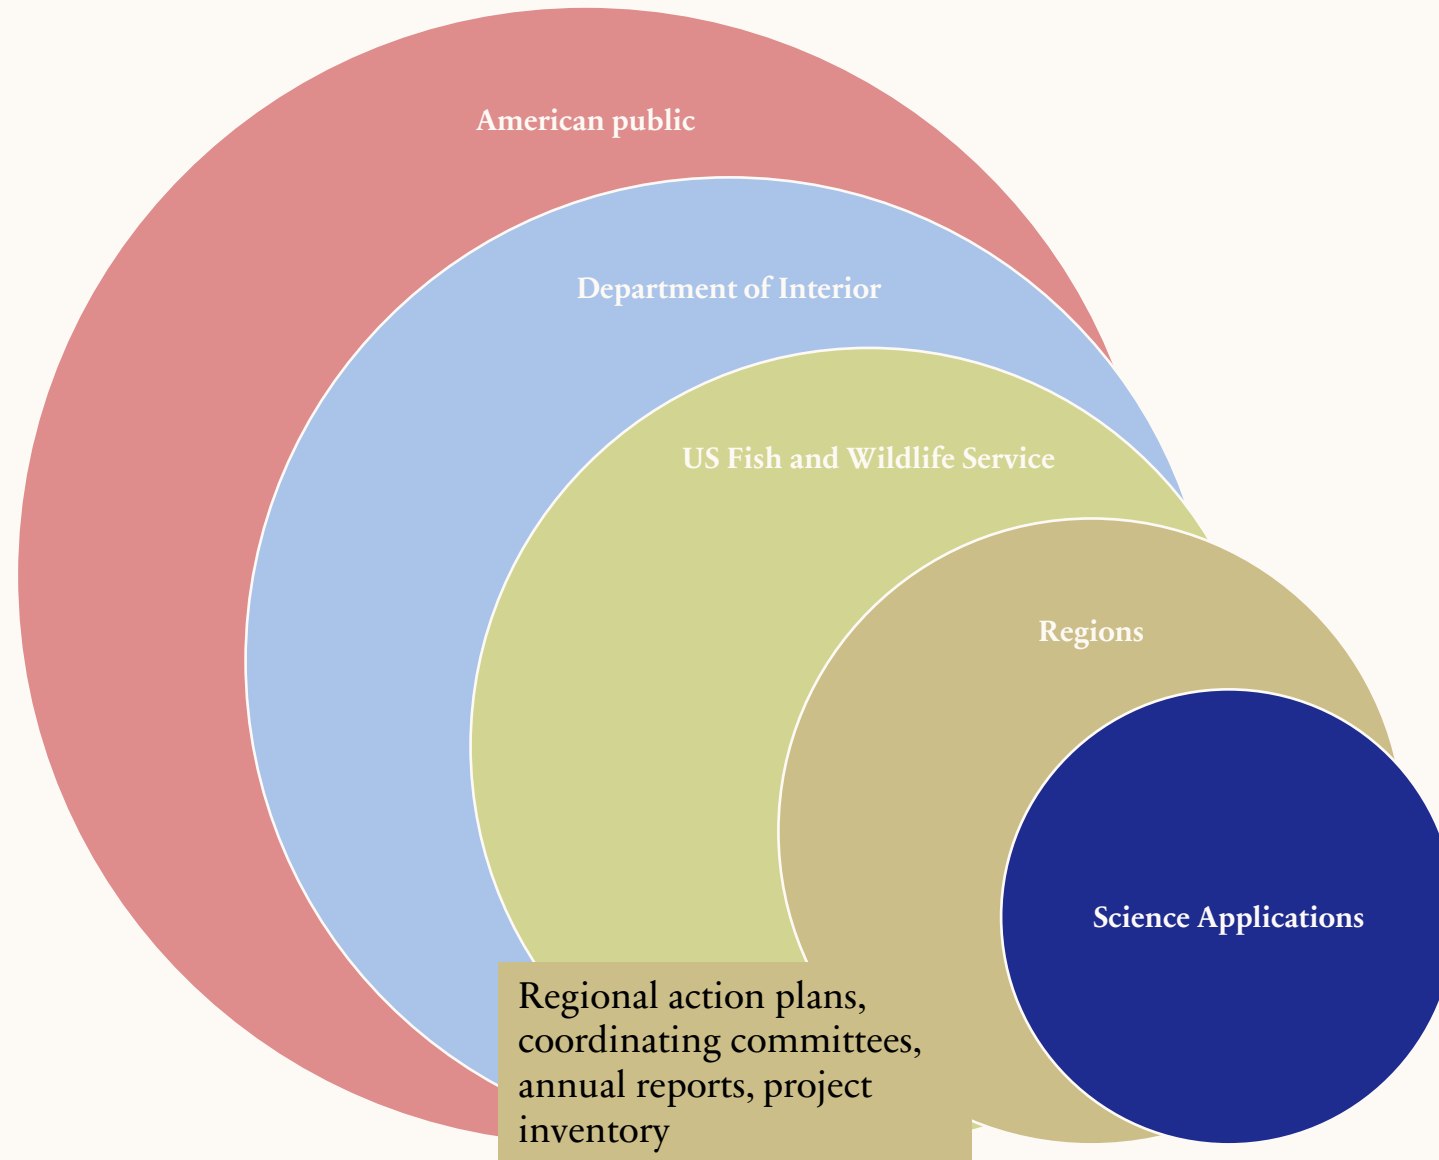 American public
Department of Interior
US Fish and Wildlife Service
Regions
Science Applications
Regional action plans,
coordinating committees,
annual reports, project
inventory